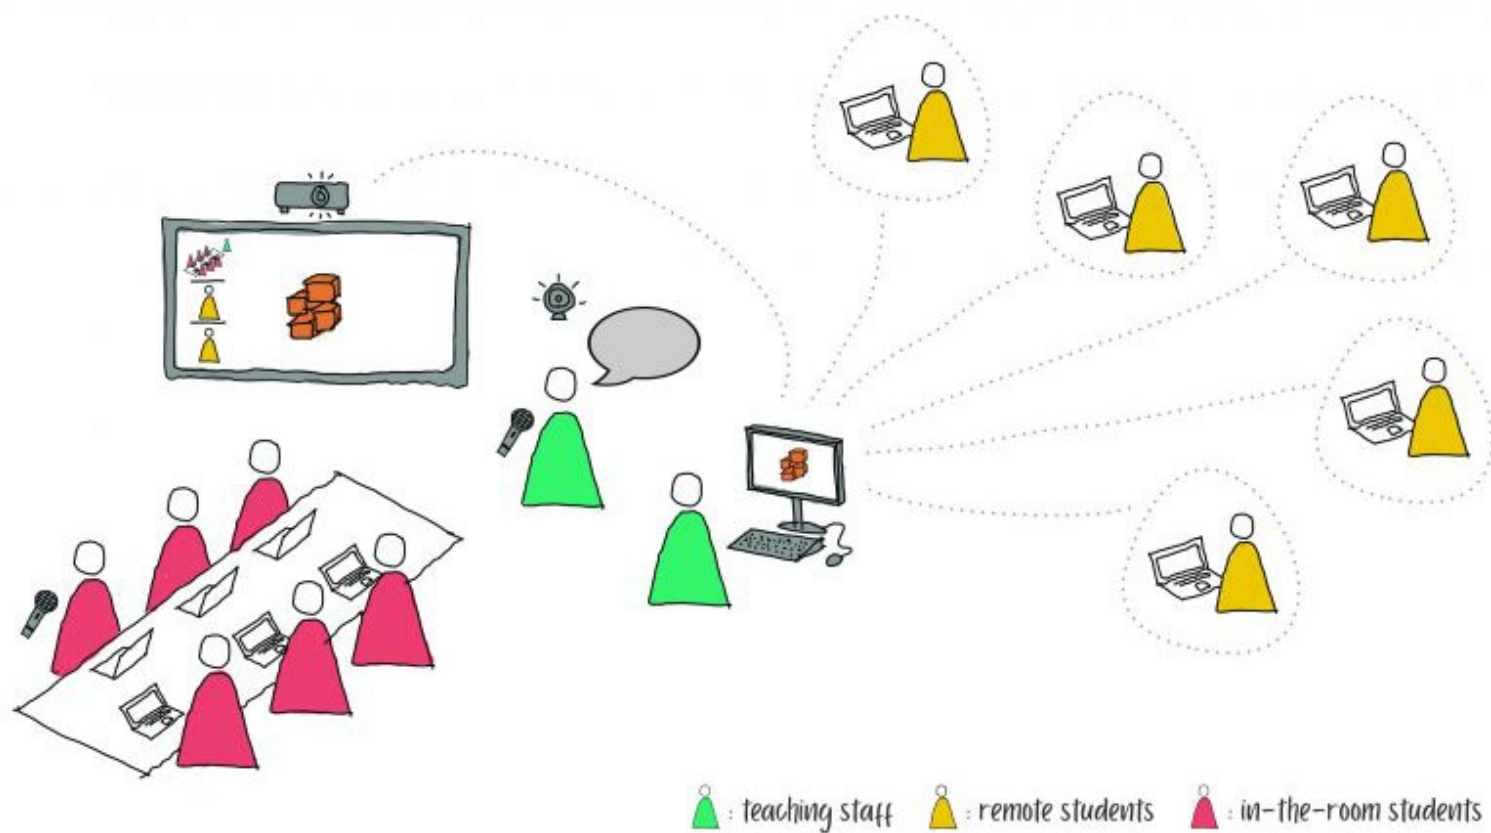 : teaching staff : remote students : in-the-room students